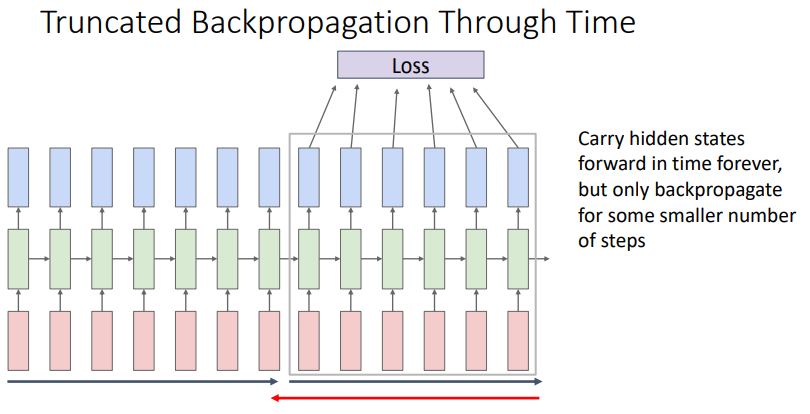 Truncated Backpropagation Through Time
Loss
Carry hidden states
forward in time forever,
but only backpropagate
for some smaller number
of steps